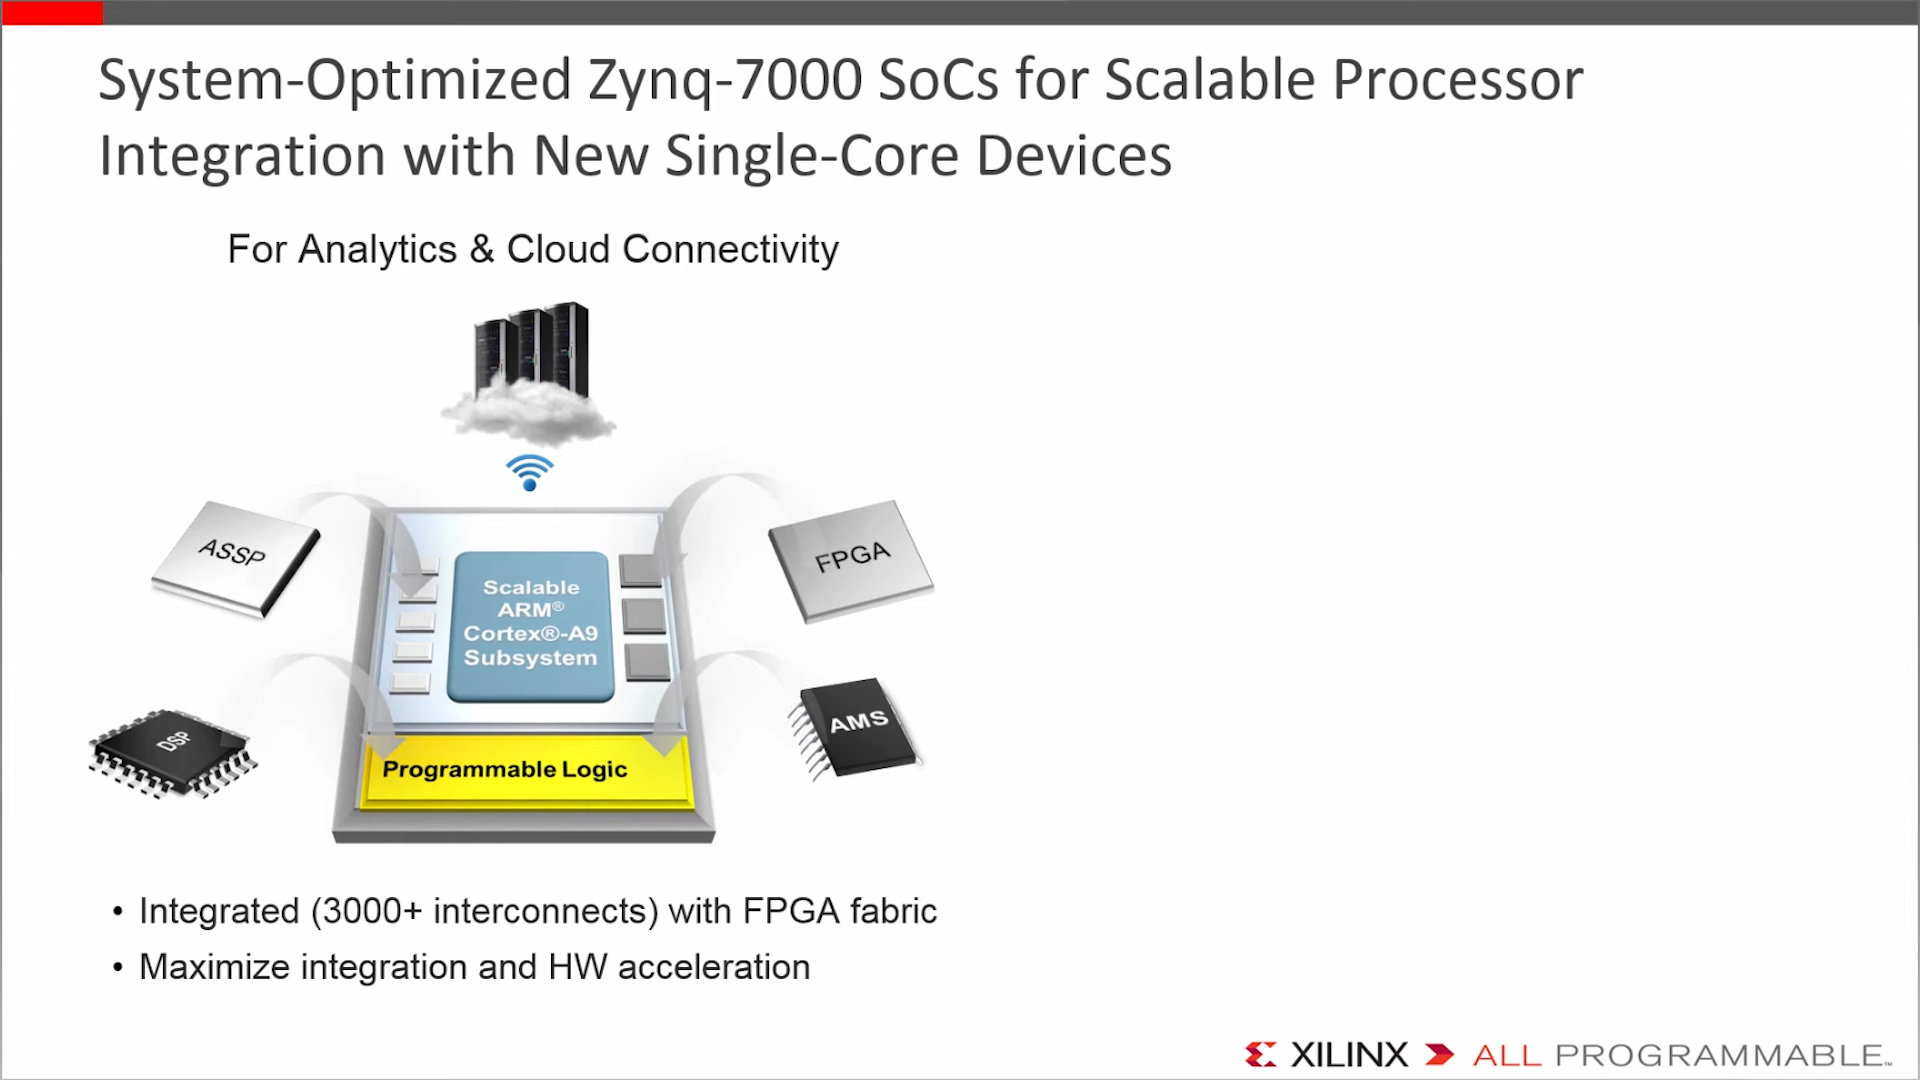 System-Optimized Zynq-7000 SoCs for Scalable Processor
Integration with New Single-Core Devices
For Analytics & Cloud Connectivity
ASSP
FPGA
Scalable
ARM®
Cortex®-A9
Subsystem
DSP
AMS
Programmable Logic
• Integrated (3000+ interconnects) with FPGA fabric
• Maximize integration and HW acceleration
XILINX ALL PROGRAMMABLE™